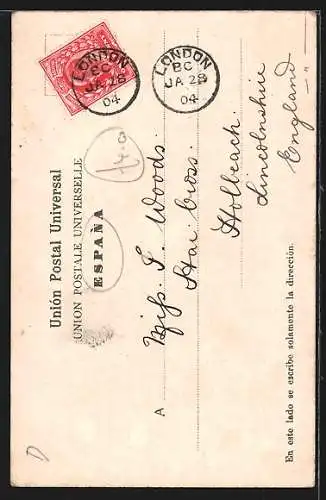 Unión Postal Universal
UNION POSTALE UNIVERSELLE
ESPAÑA
LONDON
BC
JA 28
04
LONDON
BC
JA 28
04
A Miss S. Woods.
Star Cross.
Holbeach.
Lincolnshire
England
En este lado se escribe solamente la dirección.
D